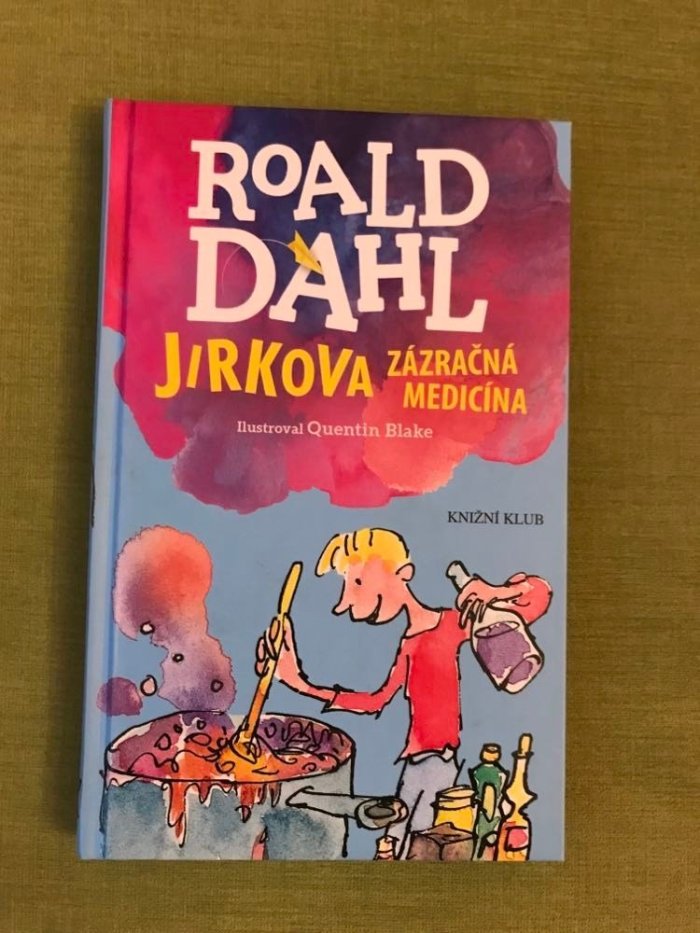 ROALD
DAHL
JIRKOVA ZÁZRAČNÁ
MEDICÍNA
Ilustroval Quentin Blake
KNIŽNÍ KLUB